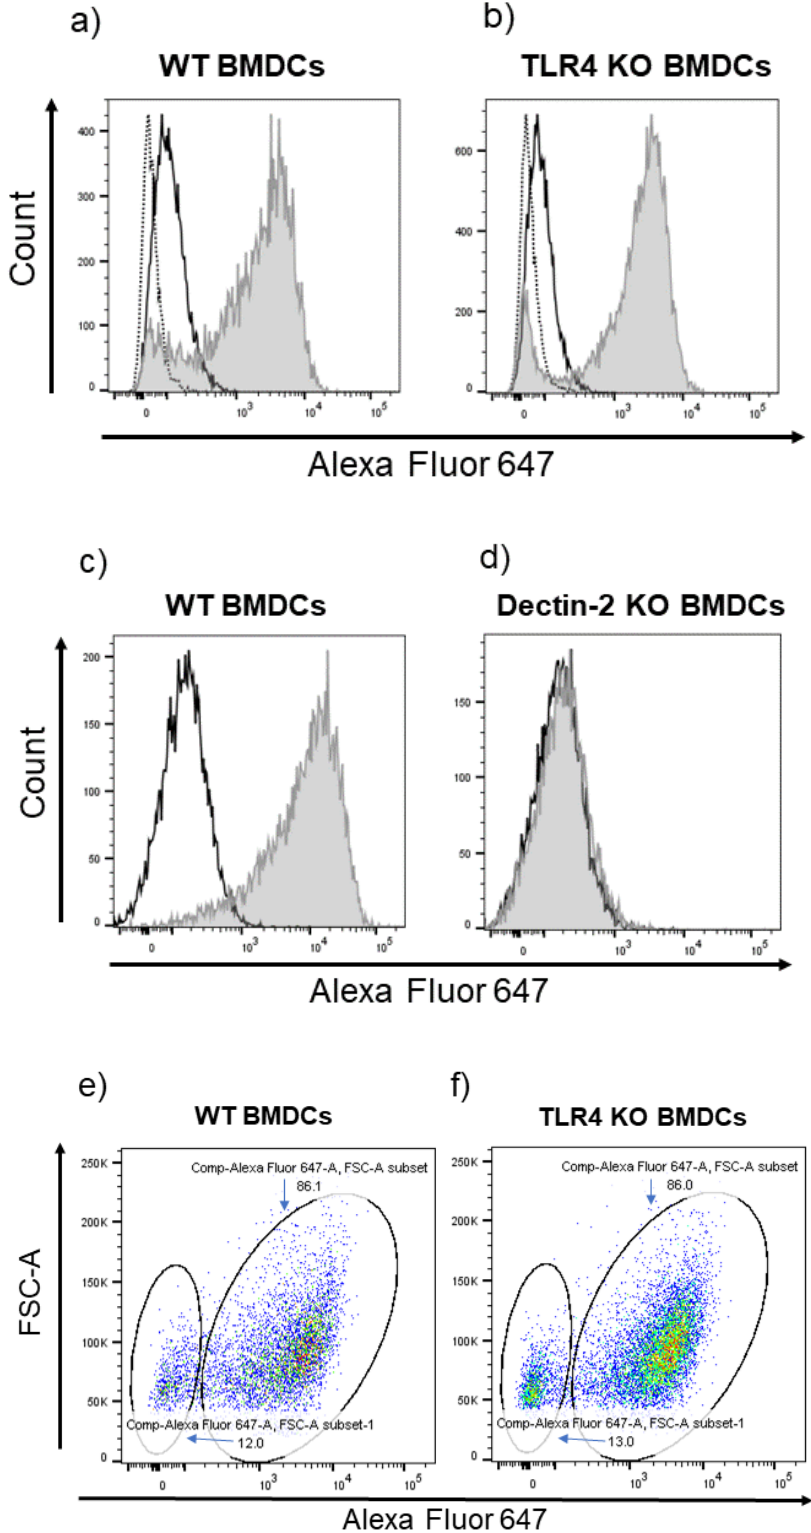 a)
b)
WT BMDCs
TLR4 KO BMDCs
Count
400
300
200
100
0
600
400
200
0
0 10³ 10⁴ 10⁵
0 10³ 10⁴ 10⁵
Alexa Fluor 647
c)
d)
WT BMDCs
Dectin-2 KO BMDCs
Count
200
150
100
50
0
150
100
50
0
0 10³ 10⁴ 10⁵
0 10³ 10⁴ 10⁵
Alexa Fluor 647
e)
f)
WT BMDCs
TLR4 KO BMDCs
FSC-A
250K
200K
150K
100K
50K
0
Comp-Alexa Fluor 647-A, FSC-A subset
86.1
Comp-Alexa Fluor 647-A, FSC-A subset-1
12.0
250K
200K
150K
100K
50K
0
Comp-Alexa Fluor 647-A, FSC-A subset
86.0
Comp-Alexa Fluor 647-A, FSC-A subset-1
13.0
0 10³ 10⁴ 10⁵
0 10³ 10⁴ 10⁵
Alexa Fluor 647